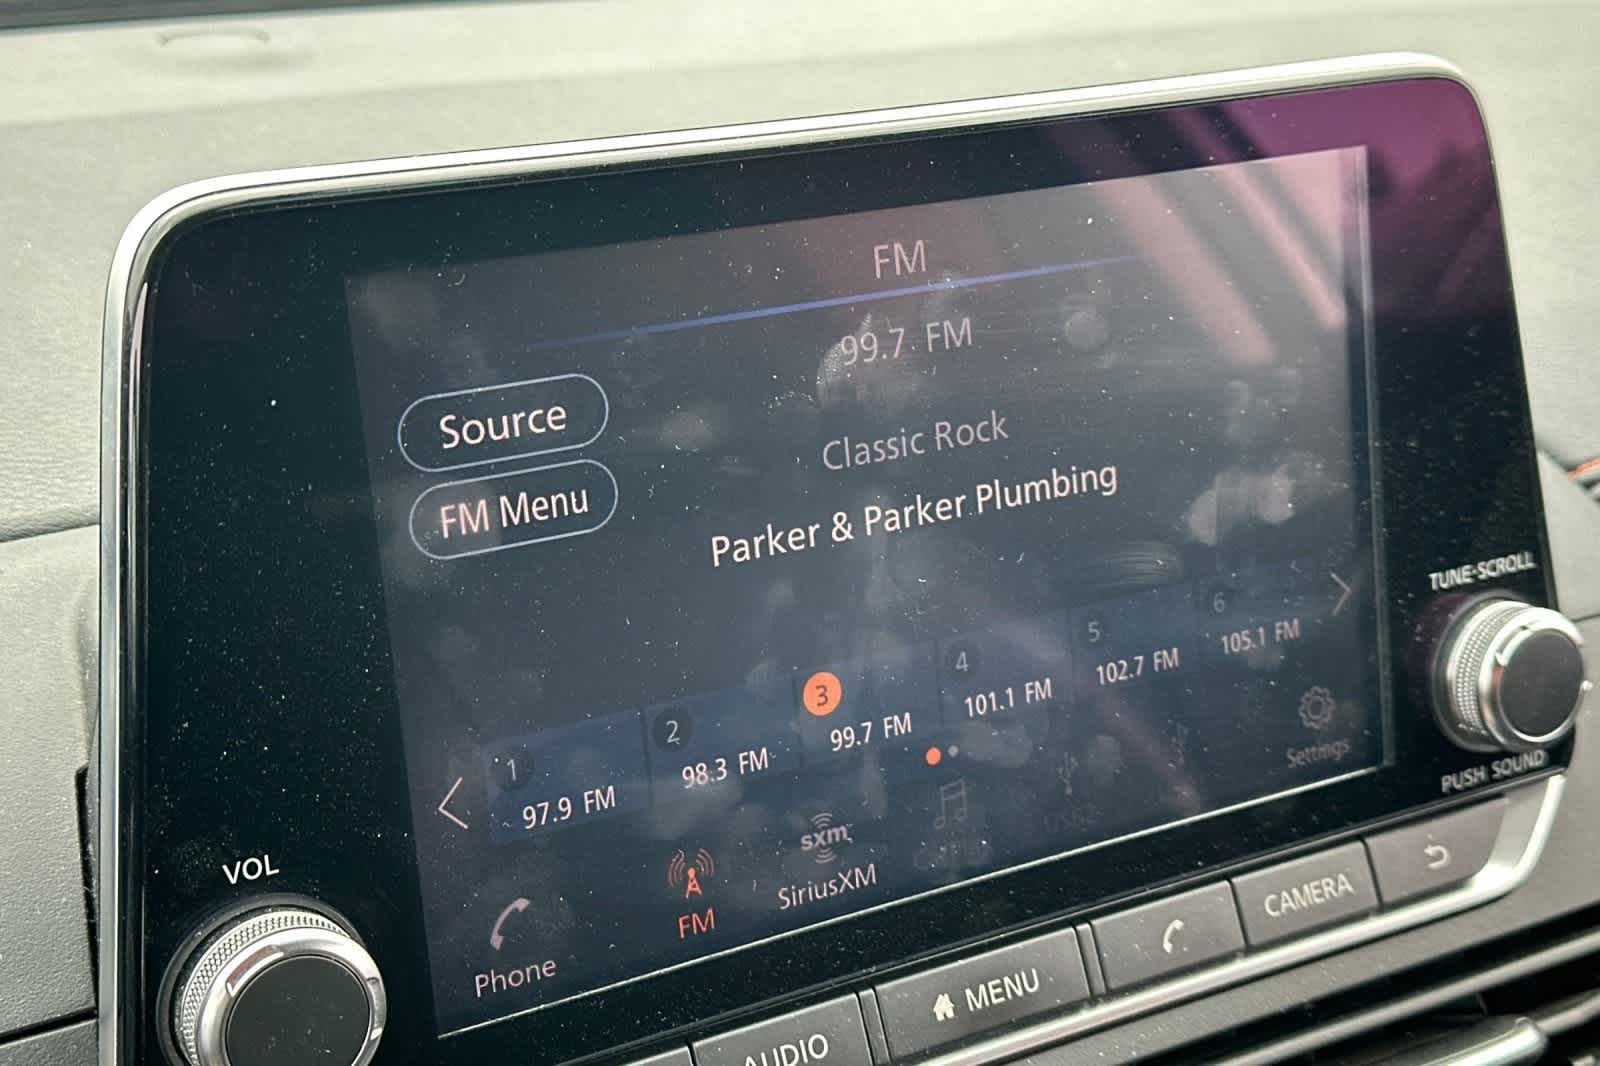 FM
99.7 FM
Source
Classic Rock
FM Menu
Parker & Parker Plumbing
TUNE·SCROLL
1
97.9 FM
2
98.3 FM
3
99.7 FM
4
101.1 FM
5
102.7 FM
6
105.1 FM
Settings
PUSH SOUND
VOL
Phone
FM
sxm
SiriusXM
USB2
AUDIO
MENU
CAMERA